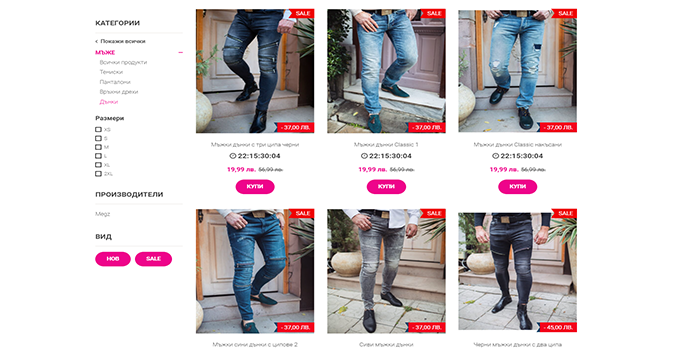 КАТЕГОРИИ
‹ Покажи всички
МЪЖЕ –
Всички продукти
Тениски
Панталони
Връхни дрехи
Дънки
Размери
XS
S
M
L
XL
2XL
ПРОИЗВОДИТЕЛИ
Megz
ВИД
НОВ SALE
SALE SALE SALE
- 37,00 ЛВ. - 37,00 ЛВ. - 37,00 ЛВ.
Мъжки дънки с три ципа черни Мъжки дънки Classic 1 Мъжки дънки Classic накъсани
22:15:30:04 22:15:30:04 22:15:30:04
19,99 лв. 56,99 лв. 19,99 лв. 56,99 лв. 19,99 лв. 56,99 лв.
КУПИ КУПИ КУПИ
SALE SALE SALE
- 37,00 ЛВ. - 37,00 ЛВ. - 45,00 ЛВ.
Мъжки сини дънки с ципове 2 Сиви мъжки дънки Черни мъжки дънки с два ципа